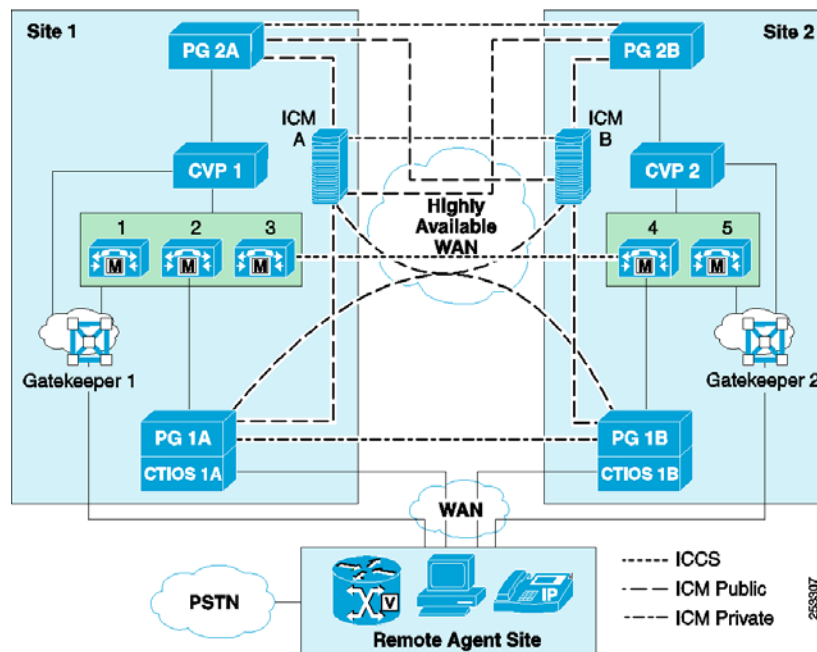 Site 1
Site 2
PG 2A
PG 2B
ICM
A
ICM
B
CVP 1
CVP 2
Highly
Available
WAN
1
2
3
4
5
M
M
M
M
M
Gatekeeper 1
Gatekeeper 2
PG 1A
CTIOS 1A
PG 1B
CTIOS 1B
WAN
PSTN
V
IP
Remote Agent Site
ICCS
ICM Public
ICM Private
253307